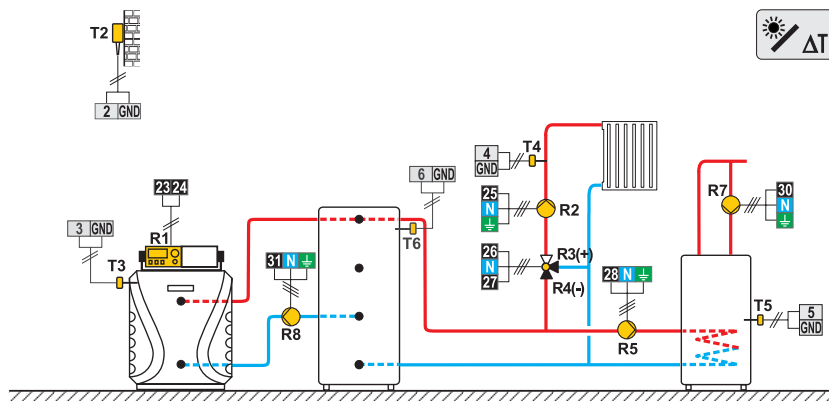 T2
ΔT
2 GND
T4
4
GND
6 GND
23 24
25
N
R2
R7
30
N
3 GND
R1
T6
26
N
27
R3(+)
R4(-)
T3
31 N
28 N
T5
5
GND
R8
R5